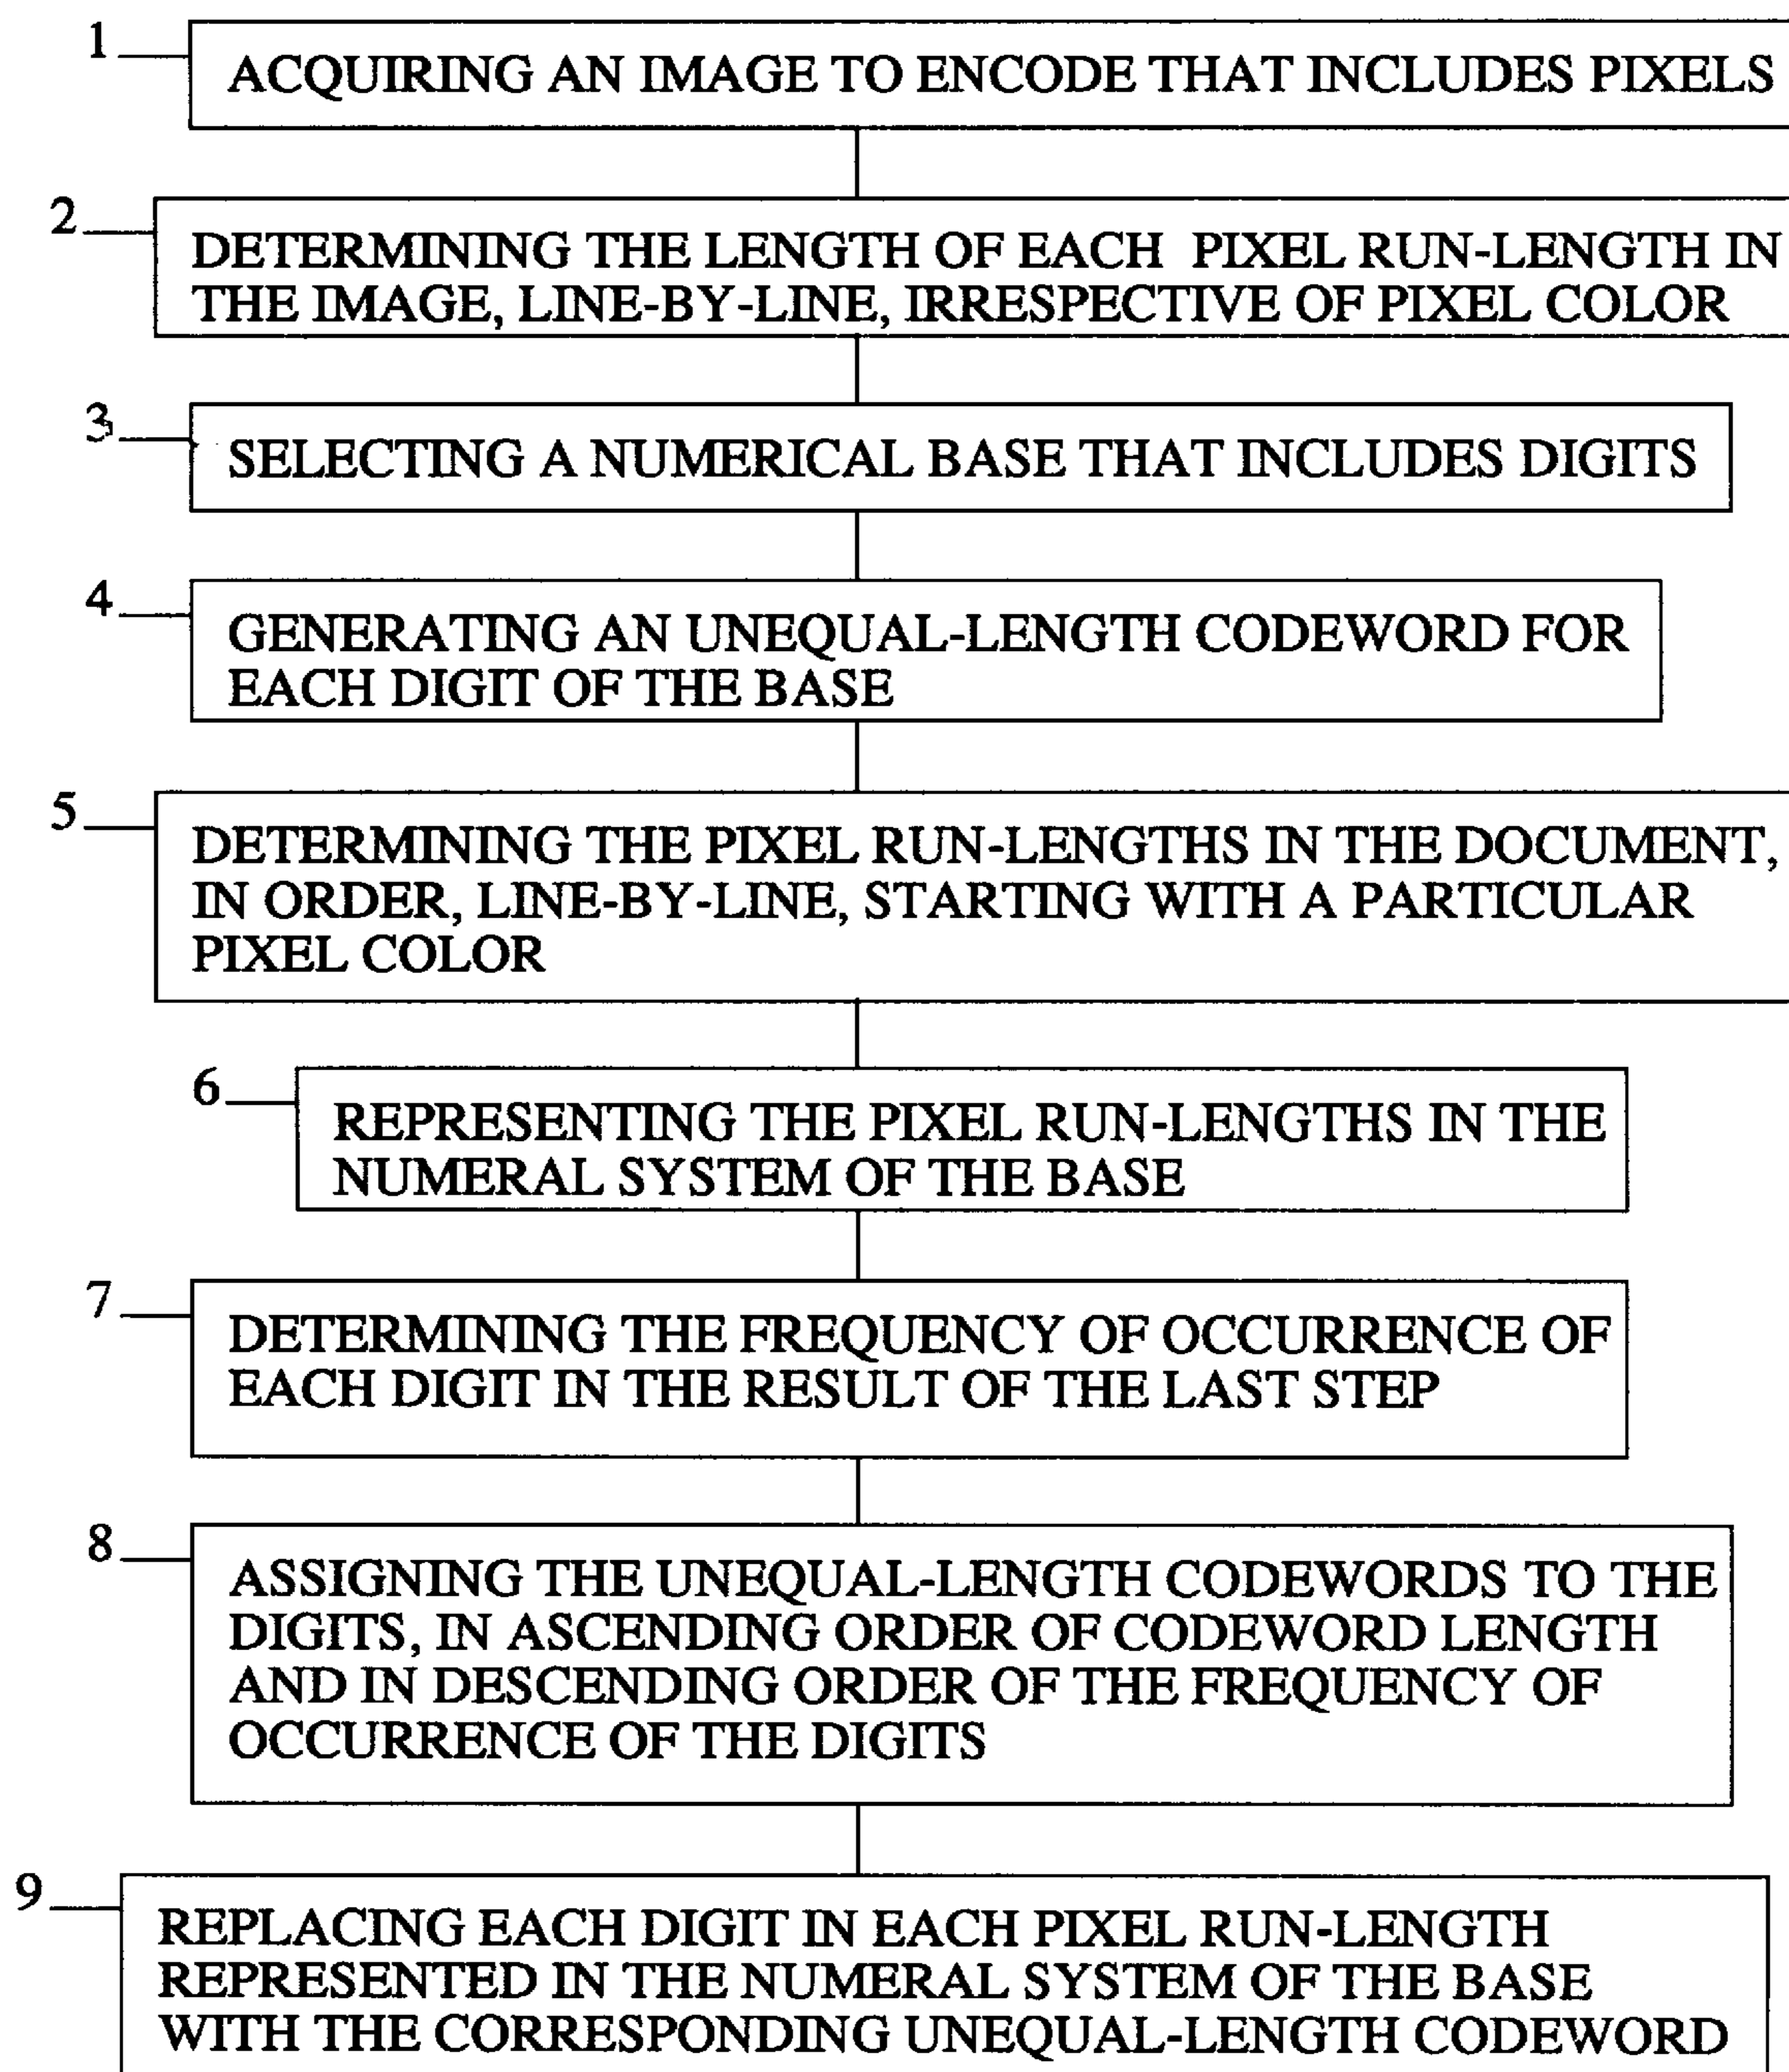 1 ACQUIRING AN IMAGE TO ENCODE THAT INCLUDES PIXELS
2 DETERMINING THE LENGTH OF EACH PIXEL RUN-LENGTH IN
THE IMAGE, LINE-BY-LINE, IRRESPECTIVE OF PIXEL COLOR
3 SELECTING A NUMERICAL BASE THAT INCLUDES DIGITS
4 GENERATING AN UNEQUAL-LENGTH CODEWORD FOR
EACH DIGIT OF THE BASE
5 DETERMINING THE PIXEL RUN-LENGTHS IN THE DOCUMENT,
IN ORDER, LINE-BY-LINE, STARTING WITH A PARTICULAR
PIXEL COLOR
6 REPRESENTING THE PIXEL RUN-LENGTHS IN THE
NUMERAL SYSTEM OF THE BASE
7 DETERMINING THE FREQUENCY OF OCCURRENCE OF
EACH DIGIT IN THE RESULT OF THE LAST STEP
8 ASSIGNING THE UNEQUAL-LENGTH CODEWORDS TO THE
DIGITS, IN ASCENDING ORDER OF CODEWORD LENGTH
AND IN DESCENDING ORDER OF THE FREQUENCY OF
OCCURRENCE OF THE DIGITS
9 REPLACING EACH DIGIT IN EACH PIXEL RUN-LENGTH
REPRESENTED IN THE NUMERAL SYSTEM OF THE BASE
WITH THE CORRESPONDING UNEQUAL-LENGTH CODEWORD